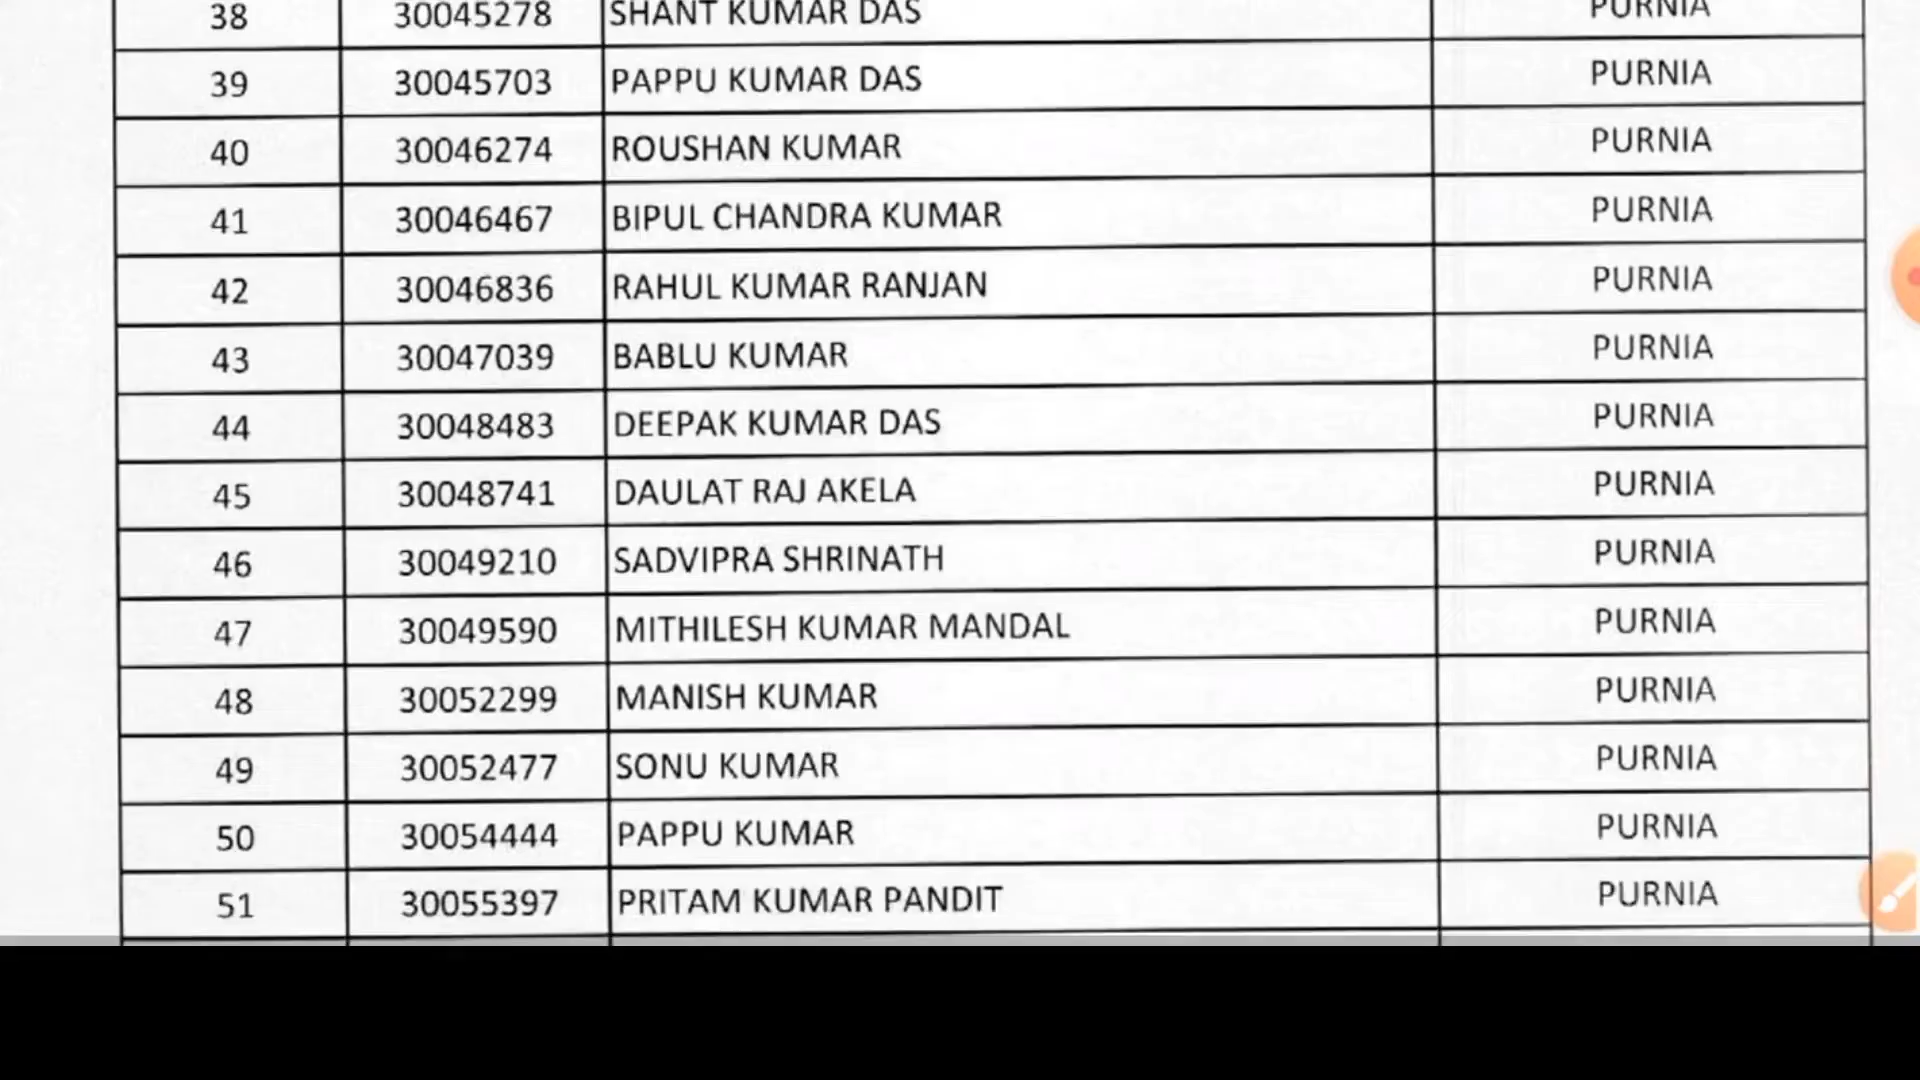 38 30045278 SHANT KUMAR DAS PURNIA
39 30045703 PAPPU KUMAR DAS PURNIA
40 30046274 ROUSHAN KUMAR PURNIA
41 30046467 BIPUL CHANDRA KUMAR PURNIA
42 30046836 RAHUL KUMAR RANJAN PURNIA
43 30047039 BABLU KUMAR PURNIA
44 30048483 DEEPAK KUMAR DAS PURNIA
45 30048741 DAULAT RAJ AKELA PURNIA
46 30049210 SADVIPRA SHRINATH PURNIA
47 30049590 MITHILESH KUMAR MANDAL PURNIA
48 30052299 MANISH KUMAR PURNIA
49 30052477 SONU KUMAR PURNIA
50 30054444 PAPPU KUMAR PURNIA
51 30055397 PRITAM KUMAR PANDIT PURNIA